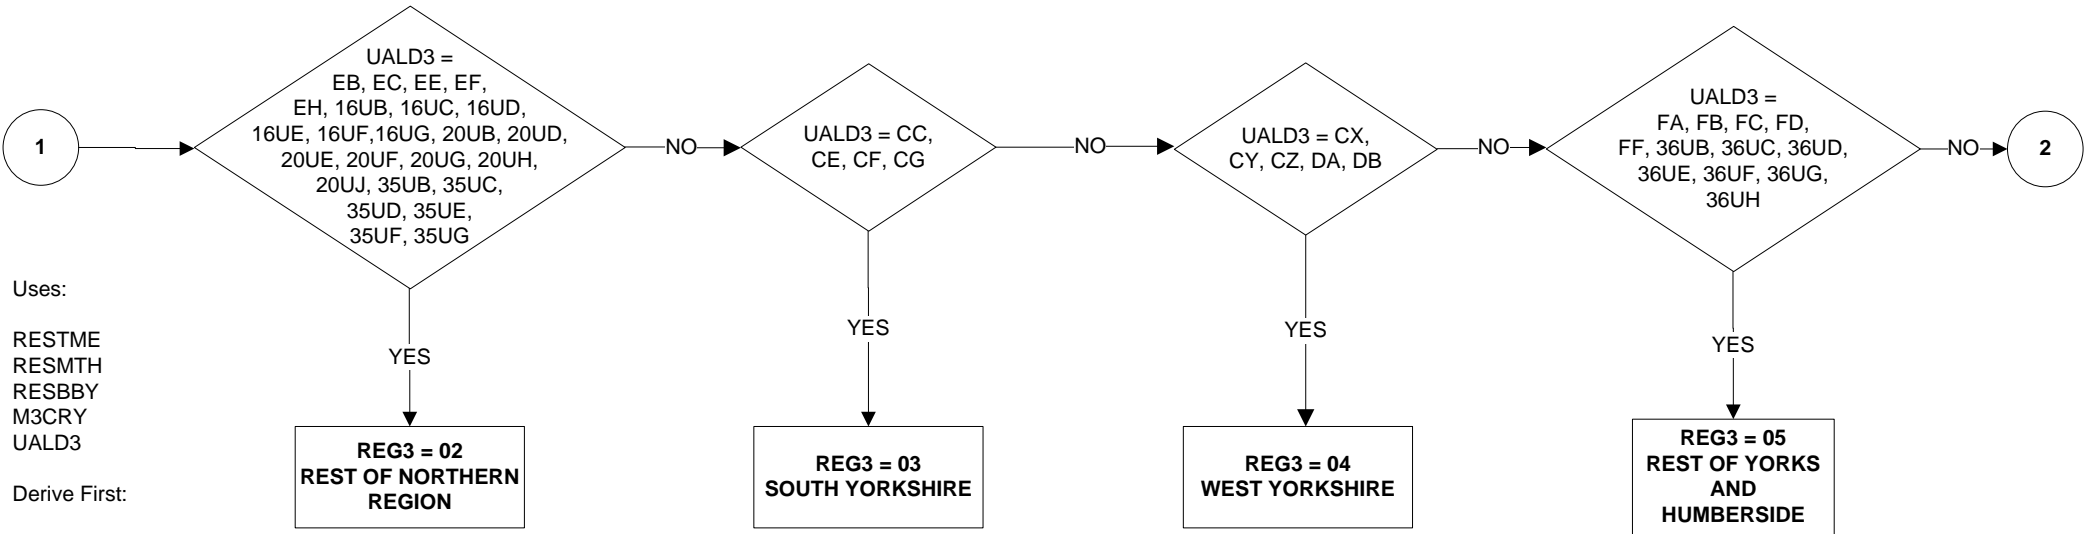 1
UALD3 =
EB, EC, EE, EF,
EH, 16UB, 16UC, 16UD,
16UE, 16UF,16UG, 20UB, 20UD,
20UE, 20UF, 20UG, 20UH,
20UJ, 35UB, 35UC,
35UD, 35UE,
35UF, 35UG
NO
UALD3 = CC,
CE, CF, CG
NO
UALD3 = CX,
CY, CZ, DA, DB
NO
UALD3 =
FA, FB, FC, FD,
FF, 36UB, 36UC, 36UD,
36UE, 36UF, 36UG,
36UH
NO
2
Uses:
RESTME
RESMTH
RESBBY
M3CRY
UALD3
Derive First:
YES
YES
YES
YES
REG3 = 02
REST OF NORTHERN
REGION
REG3 = 03
SOUTH YORKSHIRE
REG3 = 04
WEST YORKSHIRE
REG3 = 05
REST OF YORKS
AND
HUMBERSIDE